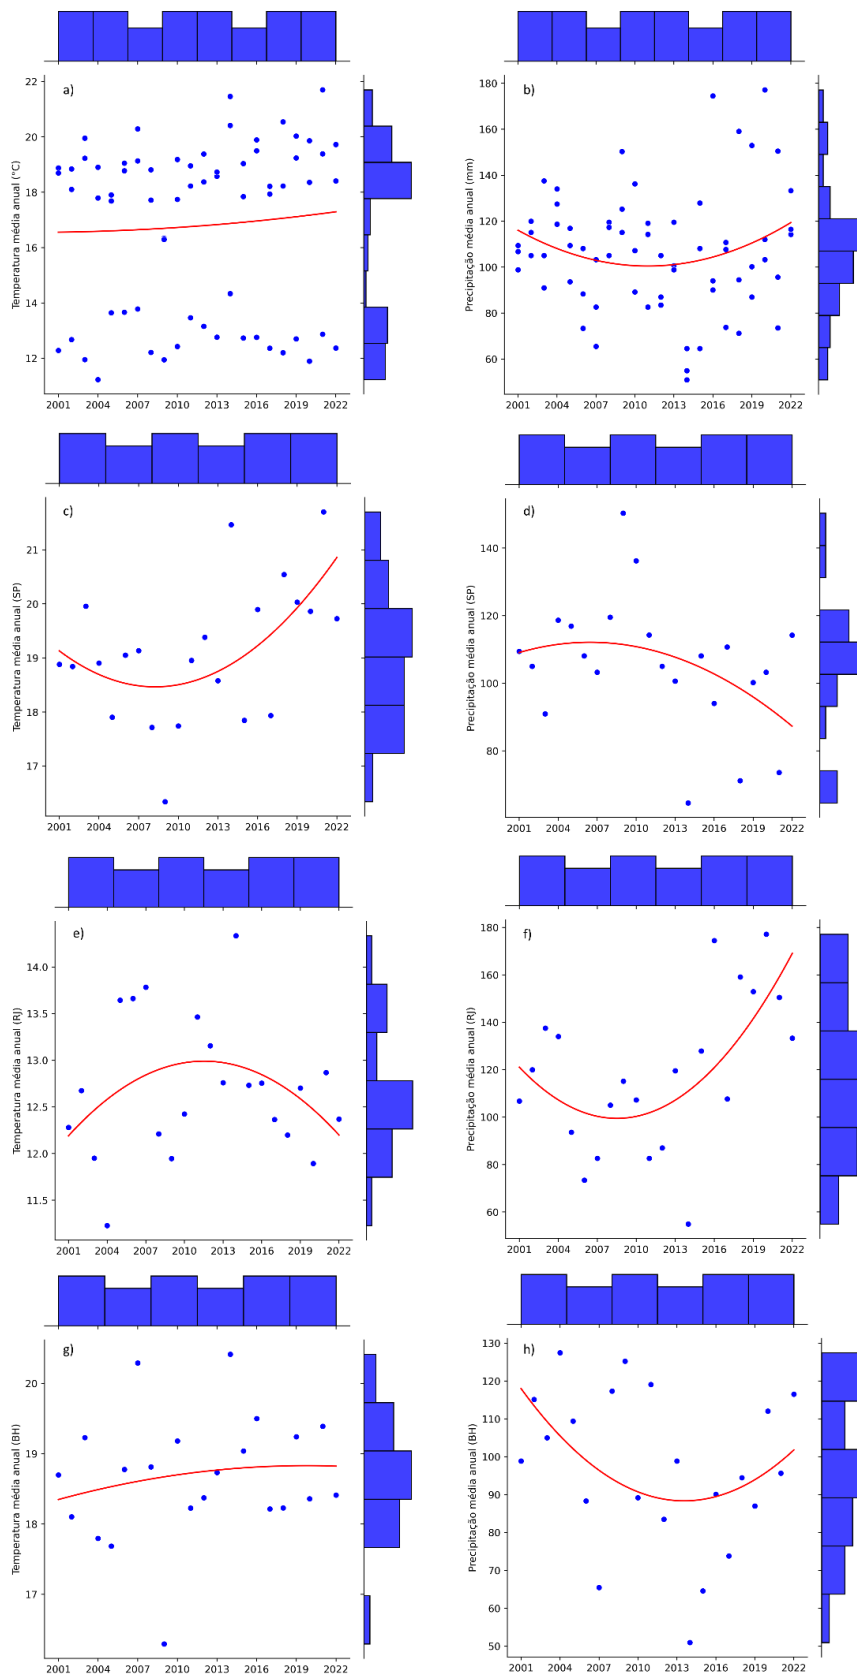 a)
Temperatura média anual (°C)
22
20
18
16
14
12
2001 2004 2007 2010 2013 2016 2019 2022
b)
Precipitação média anual (mm)
180
160
140
120
100
80
60
2001 2004 2007 2010 2013 2016 2019 2022
c)
Temperatura média anual (SP)
21
20
19
18
17
2001 2004 2007 2010 2013 2016 2019 2022
d)
Precipitação média anual (SP)
140
120
100
80
2001 2004 2007 2010 2013 2016 2019 2022
e)
Temperatura média anual (RJ)
14.0
13.5
13.0
12.5
12.0
11.5
2001 2004 2007 2010 2013 2016 2019 2022
f)
Precipitação média anual (RJ)
180
160
140
120
100
80
60
2001 2004 2007 2010 2013 2016 2019 2022
g)
Temperatura média anual (BH)
20
19
18
17
2001 2004 2007 2010 2013 2016 2019 2022
h)
Precipitação média anual (BH)
130
120
110
100
90
80
70
60
50
2001 2004 2007 2010 2013 2016 2019 2022